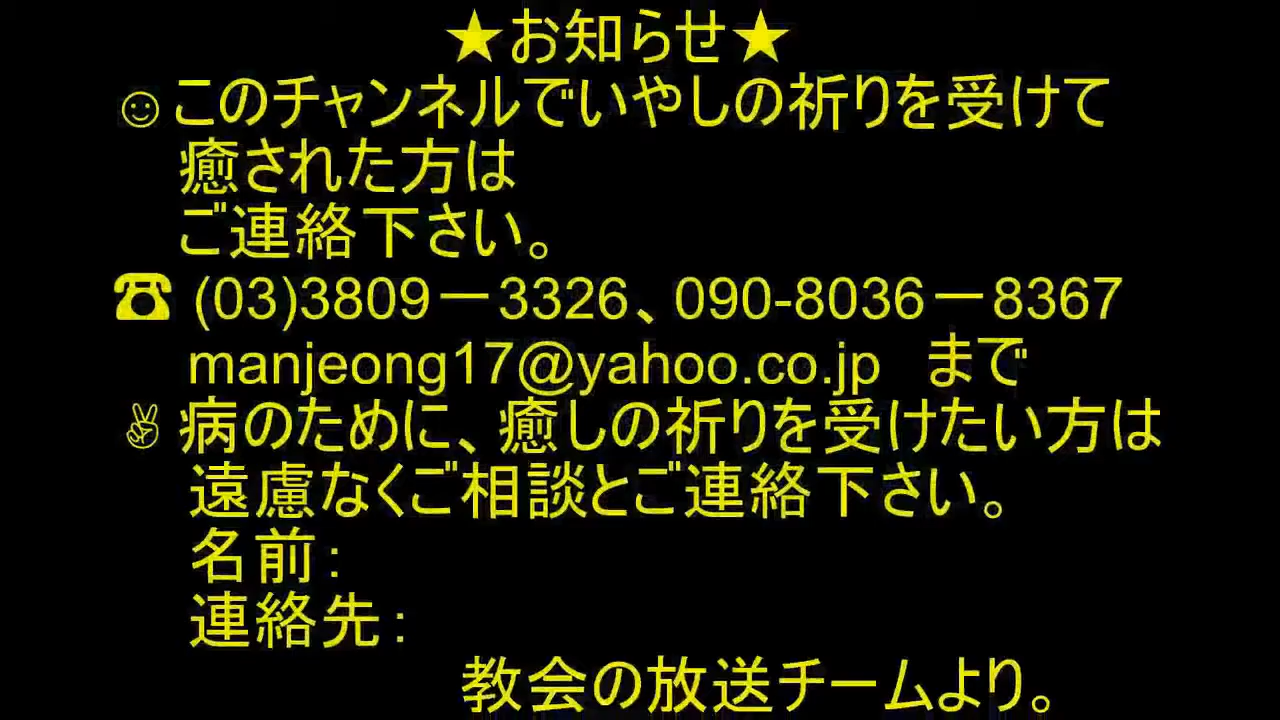 ★お知らせ★
☺このチャンネルでいやしの祈りを受けて
癒された方は
ご連絡下さい。
☎ (03)3809－3326、090-8036－8367
manjeong17@yahoo.co.jp まで
✌病のために、癒しの祈りを受けたい方は
遠慮なくご相談とご連絡下さい。
名前：
連絡先：
教会の放送チームより。